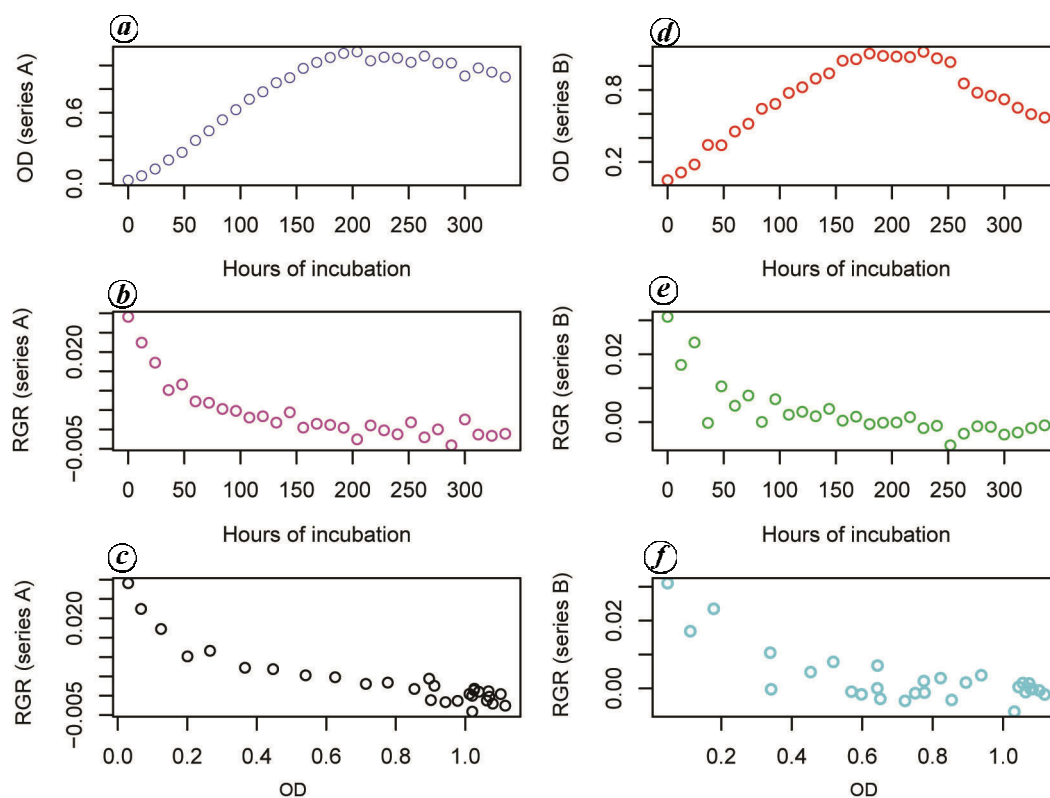 a
OD (series A)
0.0
0.6
0 50 100 150 200 250 300
Hours of incubation
d
OD (series B)
0.2
0.8
0 50 100 150 200 250 300
Hours of incubation
b
RGR (series A)
−0.005
0.020
0 50 100 150 200 250 300
Hours of incubation
e
RGR (series B)
0.00
0.02
0 50 100 150 200 250 300
Hours of incubation
c
RGR (series A)
−0.005
0.020
0.0 0.2 0.4 0.6 0.8 1.0
OD
f
RGR (series B)
0.00
0.02
0.2 0.4 0.6 0.8 1.0
OD